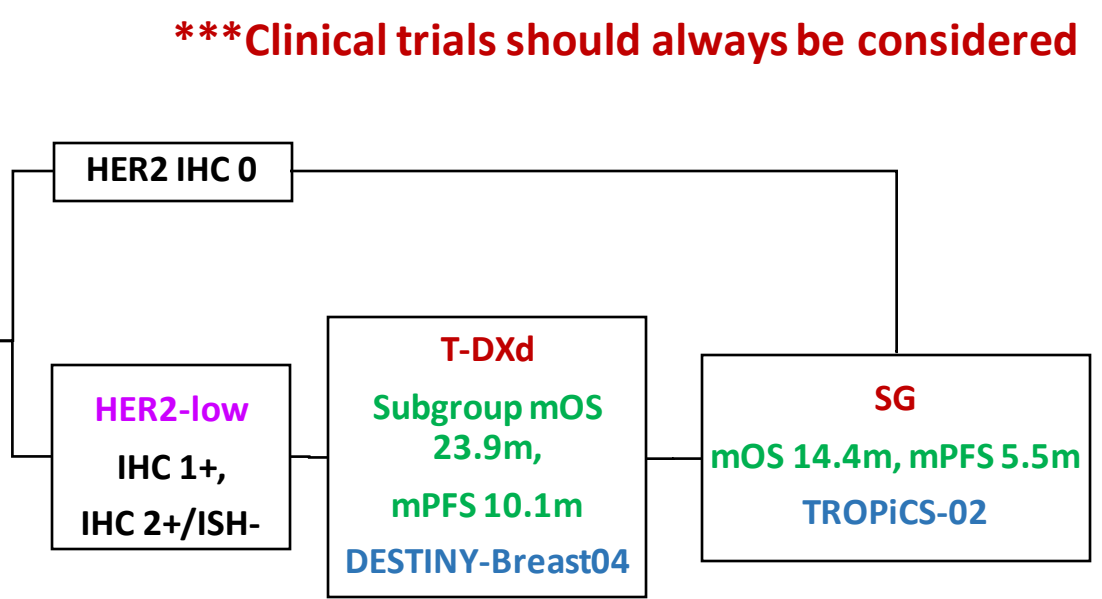 ***Clinical trials should always be considered
HER2 IHC 0
HER2-low
IHC 1+,
IHC 2+/ISH-
T-DXd
Subgroup mOS
23.9m,
mPFS 10.1m
DESTINY-Breast04
SG
mOS 14.4m, mPFS 5.5m
TROPiCS-02